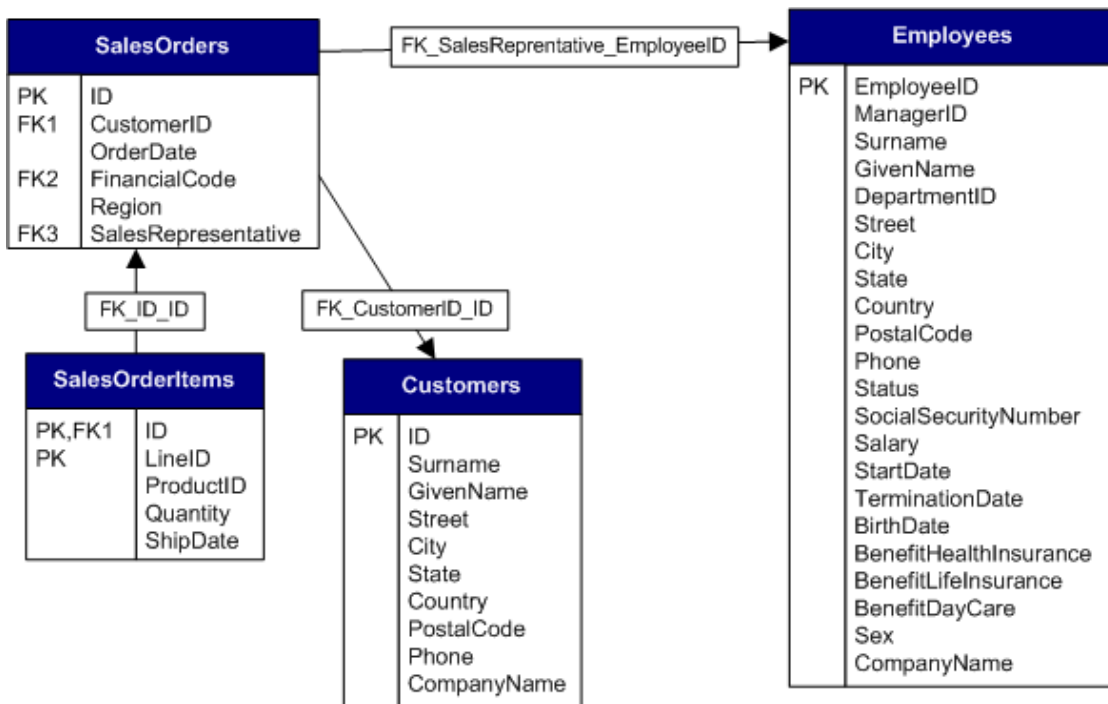 SalesOrders
PK ID
FK1 CustomerID
OrderDate
FK2 FinancialCode
Region
FK3 SalesRepresentative
FK_SalesReprentative_EmployeeID
Employees
PK EmployeeID
ManagerID
Surname
GivenName
DepartmentID
Street
City
State
Country
PostalCode
Phone
Status
SocialSecurityNumber
Salary
StartDate
TerminationDate
BirthDate
BenefitHealthInsurance
BenefitLifeInsurance
BenefitDayCare
Sex
CompanyName
FK_ID_ID
FK_CustomerID_ID
SalesOrderItems
PK,FK1 ID
PK LineID
ProductID
Quantity
ShipDate
Customers
PK ID
Surname
GivenName
Street
City
State
Country
PostalCode
Phone
CompanyName